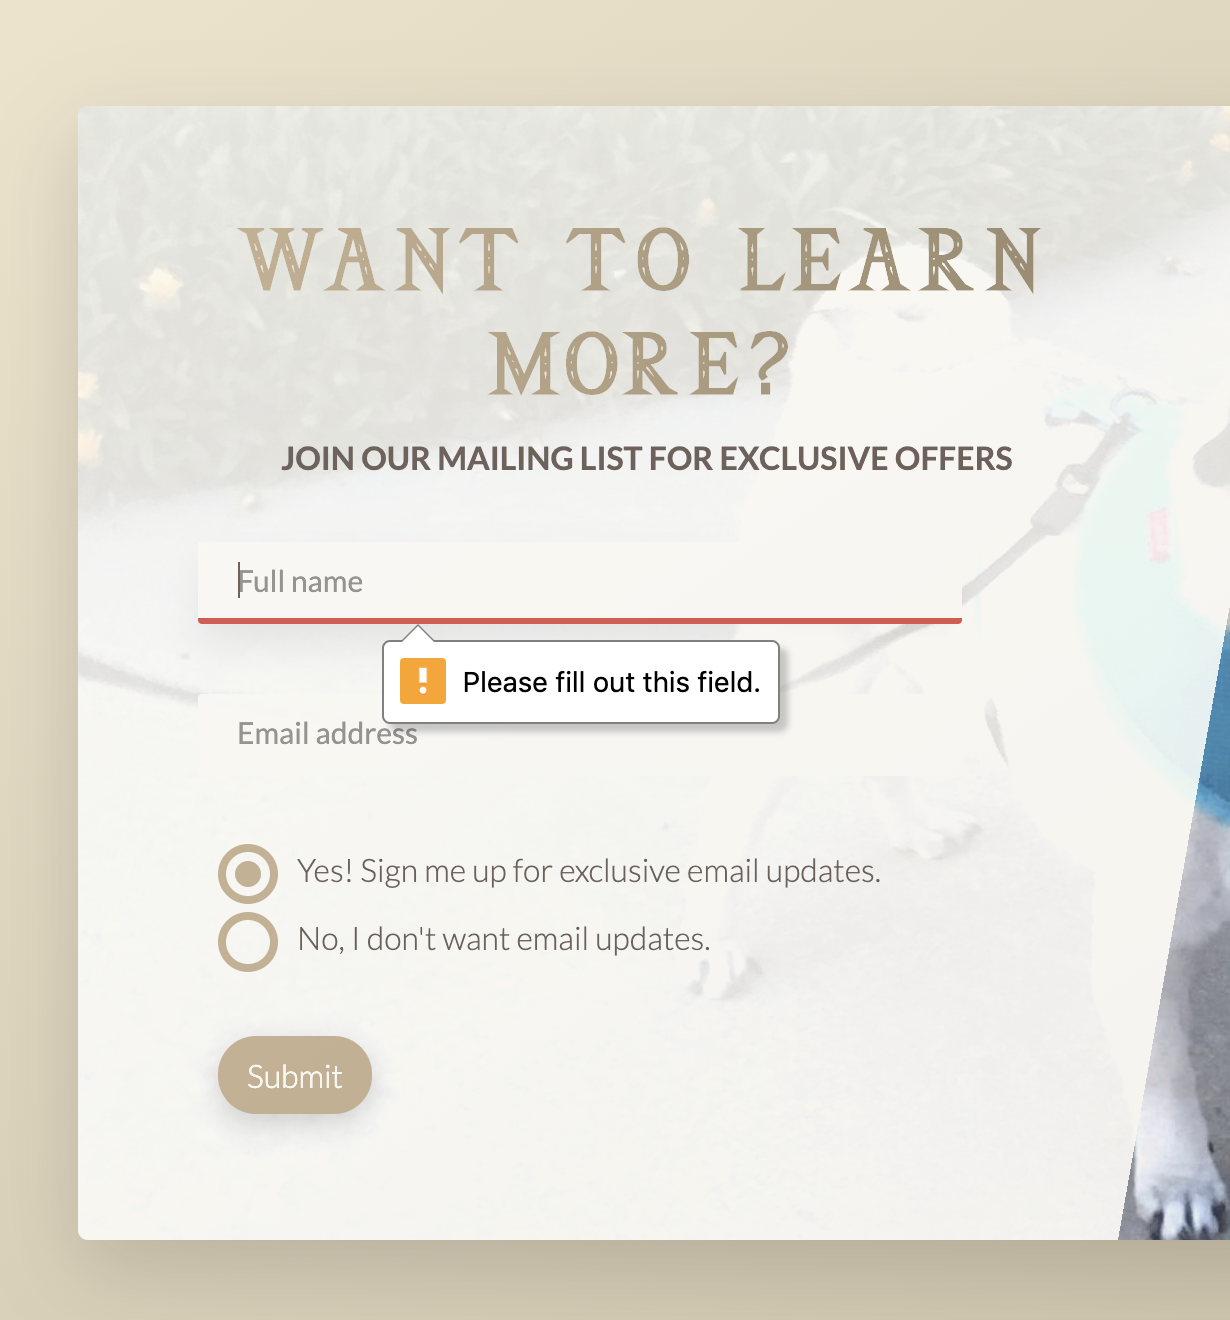 WANT TO LEARN
MORE?
JOIN OUR MAILING LIST FOR EXCLUSIVE OFFERS
Full name
Please fill out this field.
Email address
Yes! Sign me up for exclusive email updates.
No, I don't want email updates.
Submit